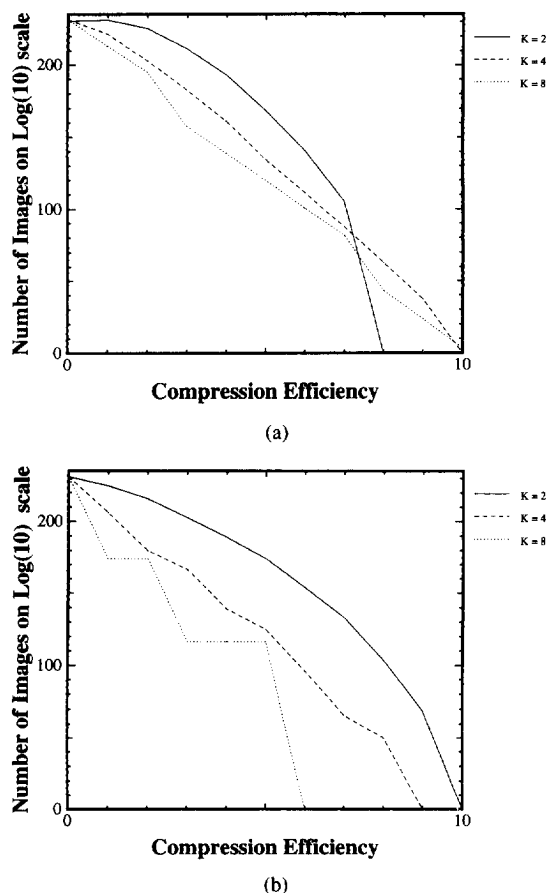 Number of Images on Log(10) scale
200
100
0
0
10
Compression Efficiency
K = 2
K = 4
K = 8
(a)
Number of Images on Log(10) scale
200
100
0
0
10
Compression Efficiency
K = 2
K = 4
K = 8
(b)